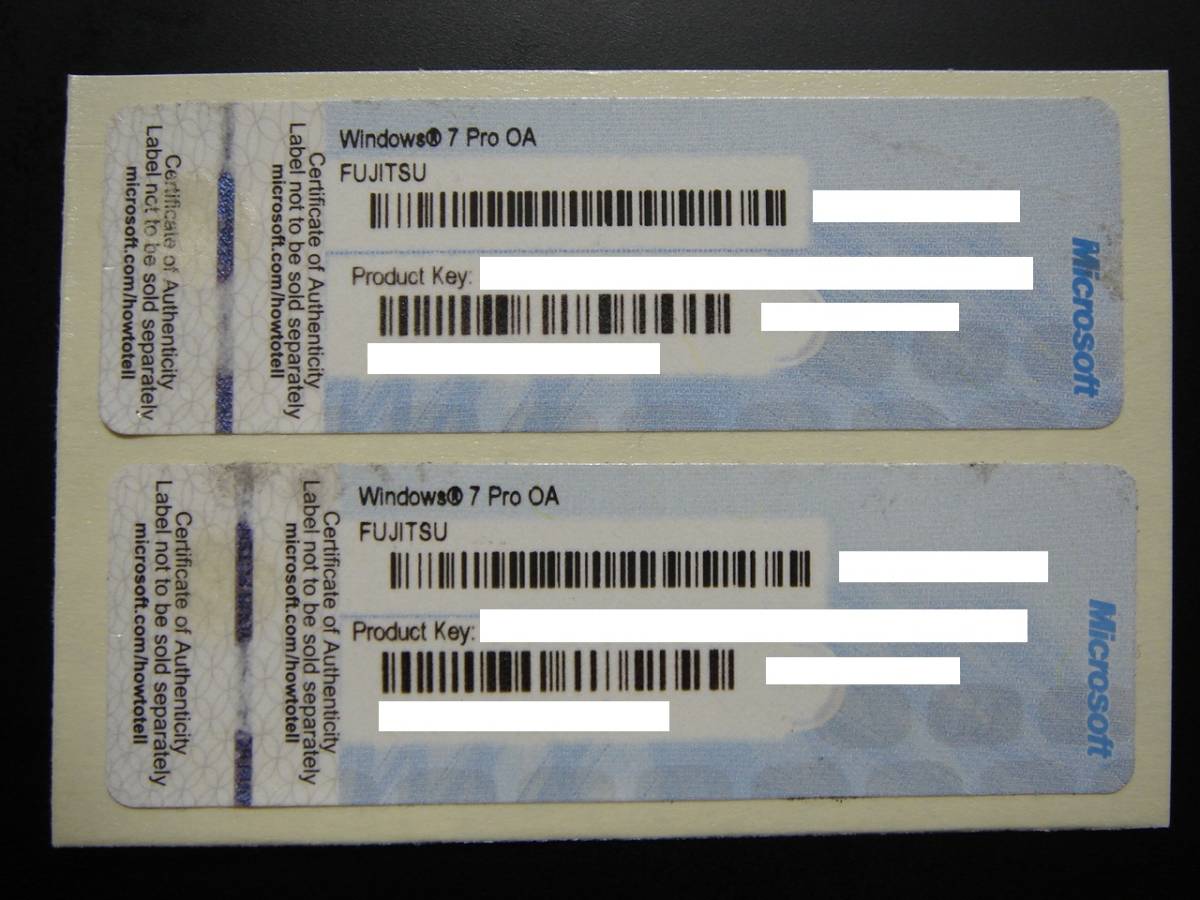 Certificate of Authenticity
Label not to be sold separately
microsoft.com/howtotell
Certificate of Authenticity
Label not to be sold separately
microsoft.com/howtotell
Windows® 7 Pro OA
FUJITSU
Product Key:
Microsoft
Certificate of Authenticity
Label not to be sold separately
microsoft.com/howtotell
Certificate of Authenticity
Label not to be sold separately
microsoft.com/howtotell
Windows® 7 Pro OA
FUJITSU
Product Key:
Microsoft